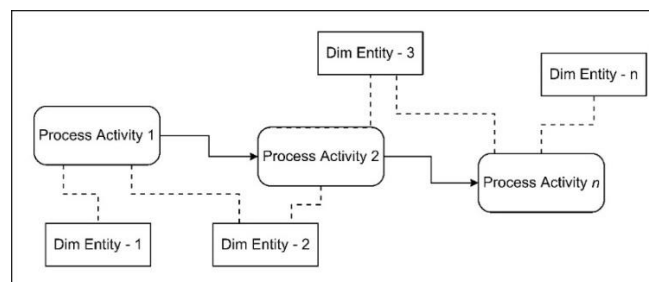 Dim Entity - 3
Dim Entity - n
Process Activity 1
Process Activity 2
Process Activity n
Dim Entity - 1
Dim Entity - 2